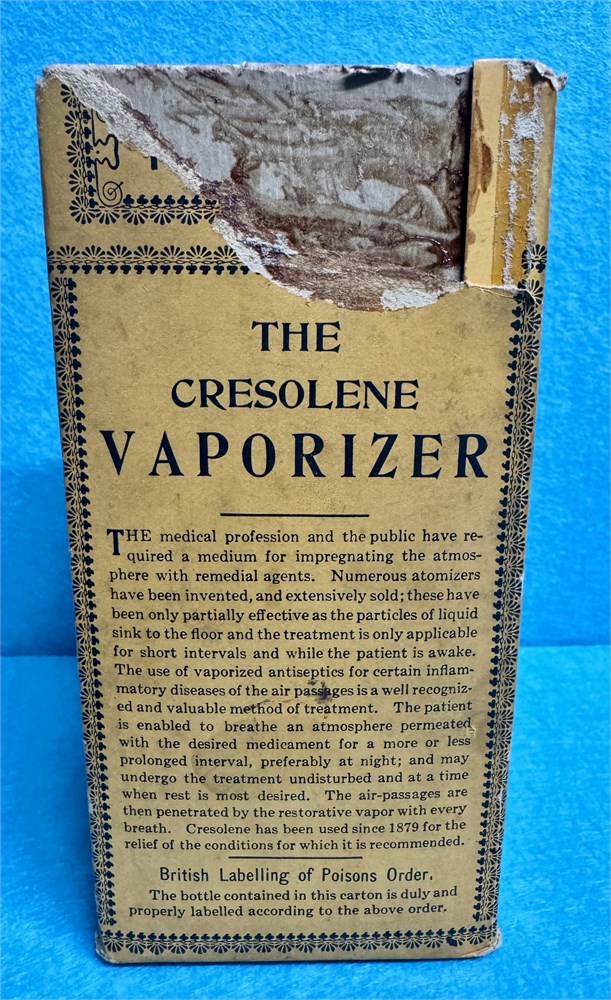 THE
CRESOLENE
VAPORIZER
THE medical profession and the public have re-
quired a medium for impregnating the atmos-
phere with remedial agents. Numerous atomizers
have been invented, and extensively sold; these have
been only partially effective as the particles of liquid
sink to the floor and the treatment is only applicable
for short intervals and while the patient is awake.
The use of vaporized antiseptics for certain inflam-
matory diseases of the air passages is a well recogniz-
ed and valuable method of treatment. The patient
is enabled to breathe an atmosphere permeated
with the desired medicament for a more or less
prolonged interval, preferably at night; and may
undergo the treatment undisturbed and at a time
when rest is most desired. The air-passages are
then penetrated by the restorative vapor with every
breath. Cresolene has been used since 1879 for the
relief of the conditions for which it is recommended.
British Labelling of Poisons Order.
The bottle contained in this carton is duly and
properly labelled according to the above order.